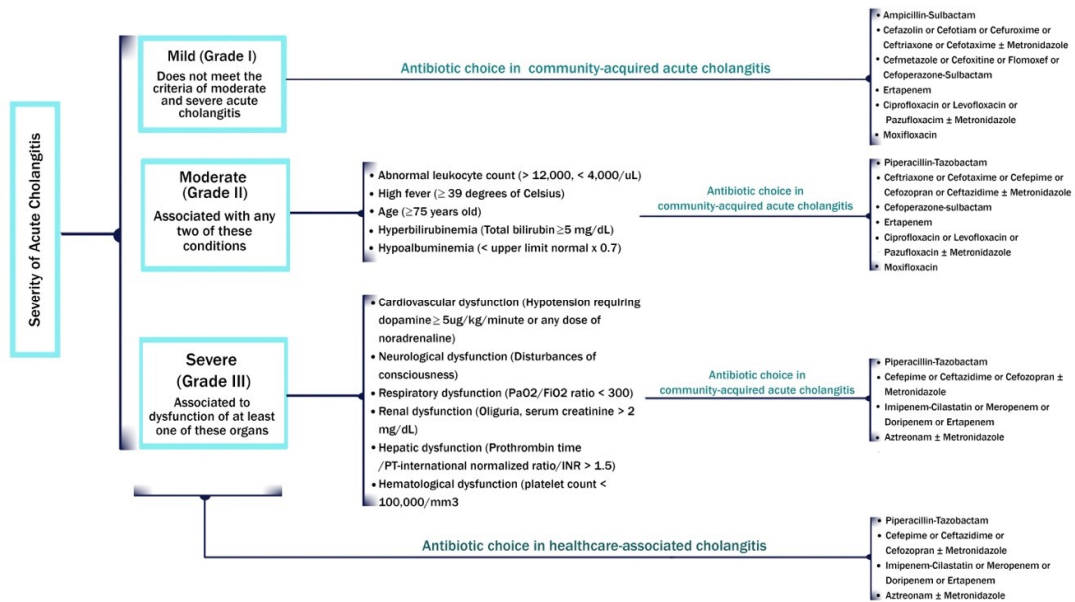 Severity of Acute Cholangitis
Mild (Grade I)
Does not meet the
criteria of moderate
and severe acute
cholangitis
Antibiotic choice in community-acquired acute cholangitis
• Ampicillin-Sulbactam
• Cefazolin or Cefotiam or Cefuroxime or
Ceftriaxone or Cefotaxime ± Metronidazole
• Cefmetazole or Cefoxitine or Flomoxef or
Cefoperazone-Sulbactam
• Ertapenem
• Ciprofloxacin or Levofloxacin or
Pazufloxacim ± Metronidazole
• Moxifloxacin
Moderate
(Grade II)
Associated with any
two of these
conditions
• Abnormal leukocyte count (> 12,000, < 4,000/uL)
• High fever (≥ 39 degrees of Celsius)
• Age (≥75 years old)
• Hyperbilirubinemia (Total bilirubin ≥5 mg/dL)
• Hypoalbuminemia (< upper limit normal x 0.7)
Antibiotic choice in
community-acquired acute cholangitis
• Piperacillin-Tazobactam
• Ceftriaxone or Cefotaxime or Cefepime or
Cefozopran or Ceftazidime ± Metronidazole
• Cefoperazone-sulbactam
• Ertapenem
• Ciprofloxacin or Levofloxacin or
Pazufloxacin ± Metronidazole
• Moxifloxacin
Severe
(Grade III)
Associated to
dysfunction of at least
one of these organs
• Cardiovascular dysfunction (Hypotension requiring
dopamine ≥ 5ug/kg/minute or any dose of
noradrenaline)
• Neurological dysfunction (Disturbances of
consciousness)
• Respiratory dysfunction (PaO2/FiO2 ratio < 300)
• Renal dysfunction (Oliguria, serum creatinine > 2
mg/dL)
• Hepatic dysfunction (Prothrombin time
/PT-international normalized ratio/INR > 1.5)
• Hematological dysfunction (platelet count <
100,000/mm3
Antibiotic choice in
community-acquired acute cholangitis
• Piperacillin-Tazobactam
• Cefepime or Ceftazidime or Cefozopran ±
Metronidazole
• Imipenem-Cilastatin or Meropenem or
Doripenem or Ertapenem
• Aztreonam ± Metronidazole
Antibiotic choice in healthcare-associated cholangitis
• Piperacillin-Tazobactam
• Cefepime or Ceftazidime or
Cefozopran ± Metronidazole
• Imipenem-Cilastatin or Meropenem or
Doripenem or Ertapenem
• Aztreonam ± Metronidazole